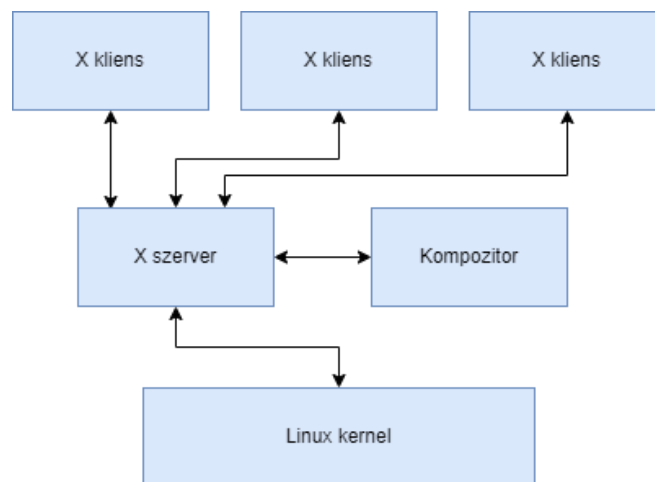 X kliens
X kliens
X kliens
X szerver
Kompozitor
Linux kernel